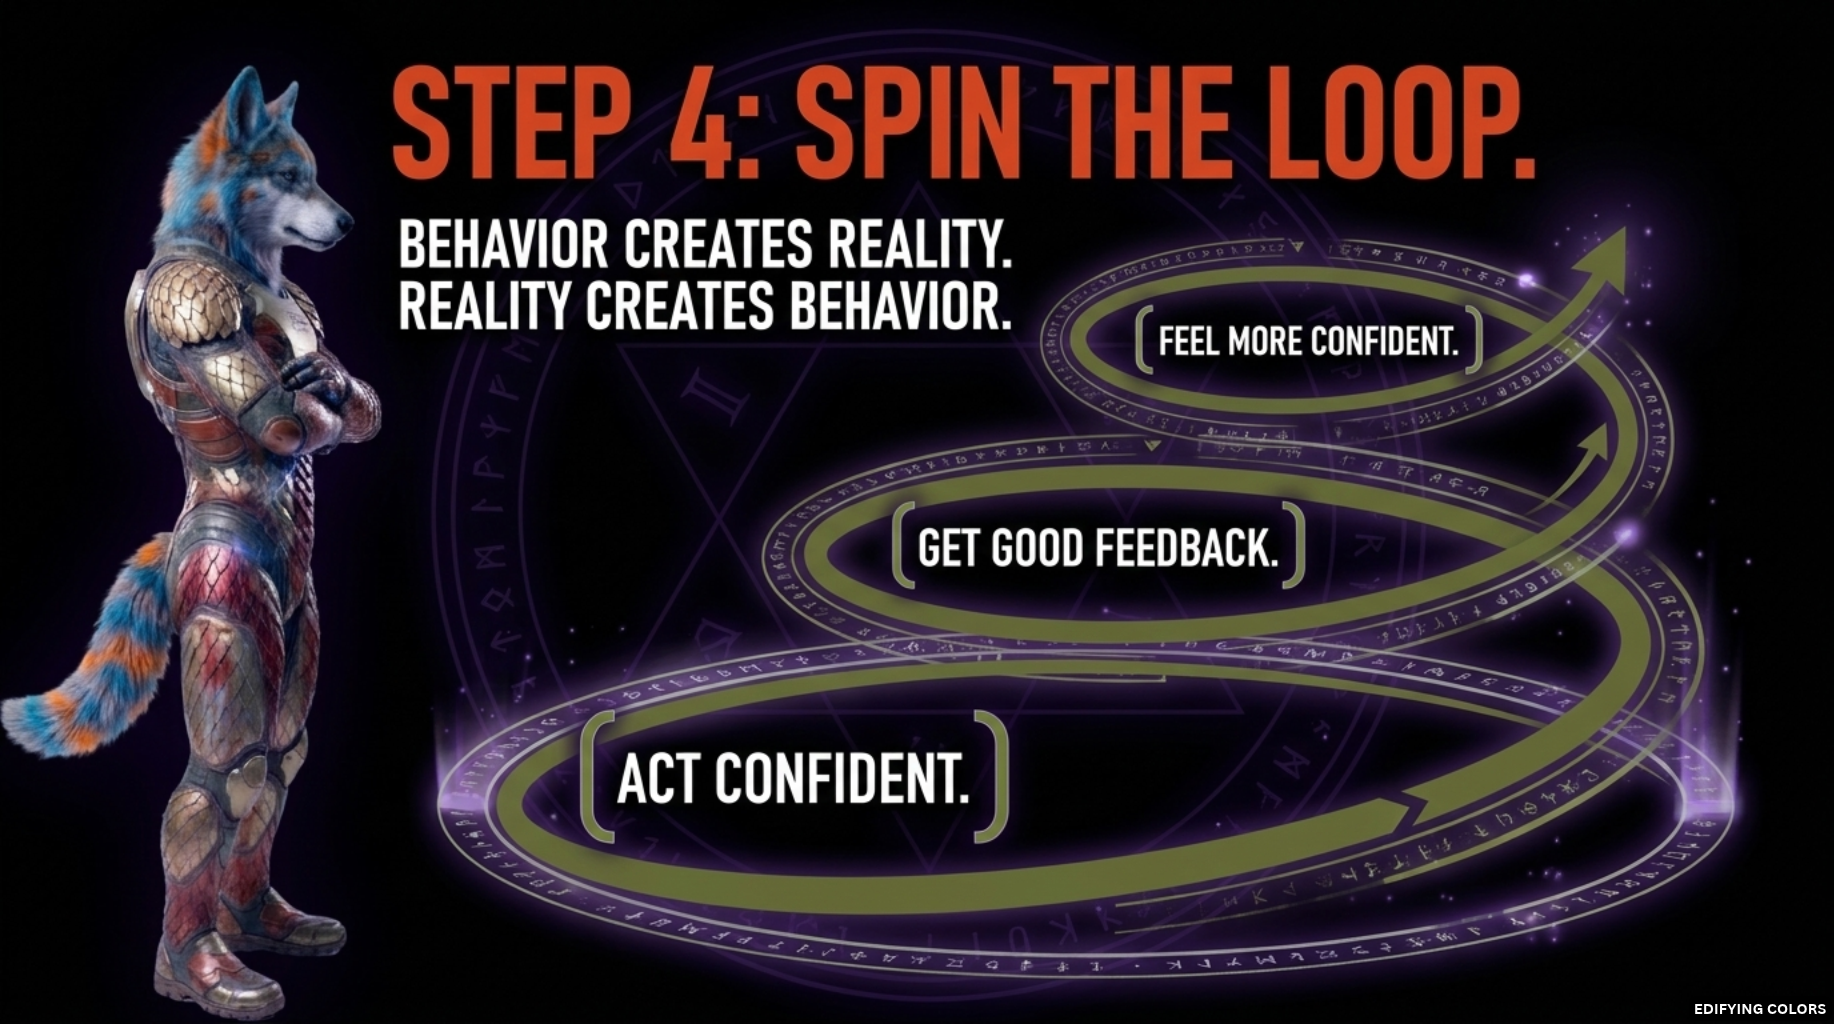 STEP 4: SPIN THE LOOP.
BEHAVIOR CREATES REALITY.
REALITY CREATES BEHAVIOR.
FEEL MORE CONFIDENT.
GET GOOD FEEDBACK.
ACT CONFIDENT.
EDIFYING COLORS